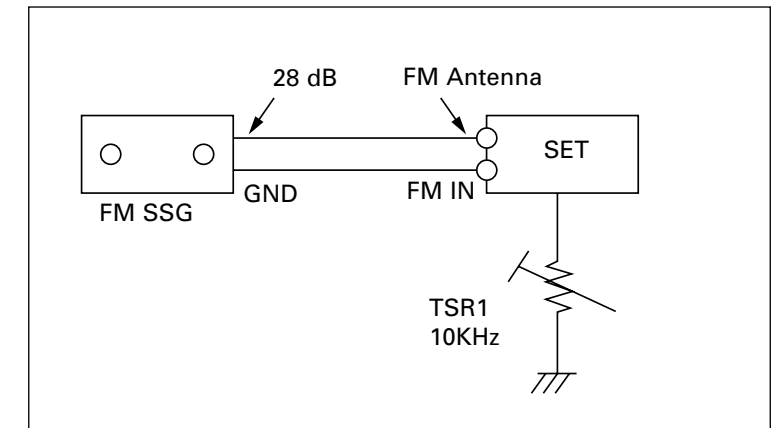 28 dB
FM Antenna
SET
GND
FM IN
FM SSG
TSR1
10KHz